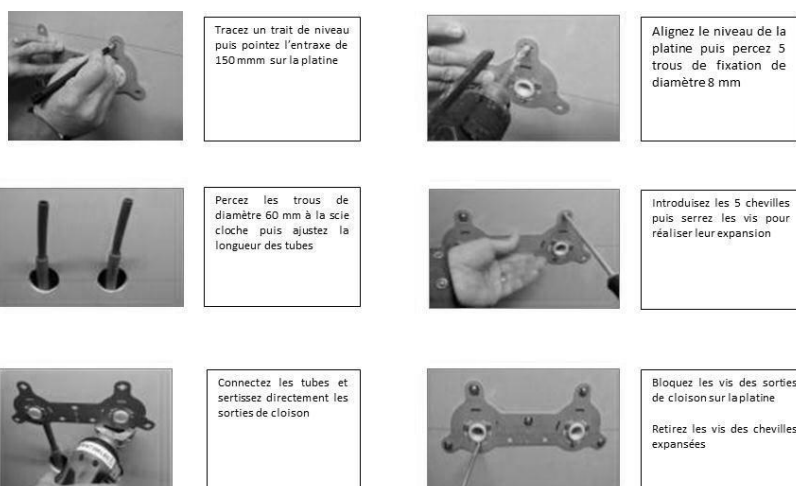 Tracez un trait de niveau
puis pointez l'entraxe de
150 mmm sur la platine
Percez les trous de
diamètre 60 mm à la scie
cloche puis ajustez la
longueur des tubes
Connectez les tubes et
sertissez directement les
sorties de cloison
Alignez le niveau de la
platine puis percez 5
trous de fixation de
diamètre 8 mm
Introduisez les 5 chevilles
puis serrez les vis pour
réaliser leur expansion
Bloquez les vis des sorties
de cloison sur la platine
Retirez les vis des chevilles
expansées